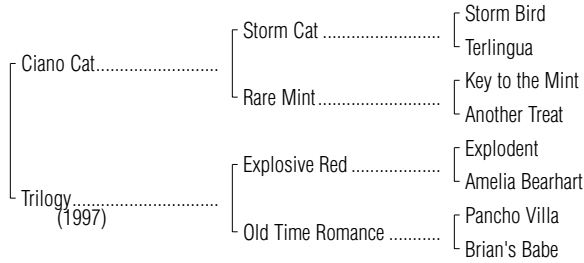 Storm Bird
Storm Cat ..............................
Terlingua
Ciano Cat...............................
Key to the Mint
Rare Mint...............................
Another Treat
Explodent
Explosive Red ......................
Amelia Bearhart
Trilogy.....................................
(1997)
Pancho Villa
Old Time Romance ............
Brian's Babe